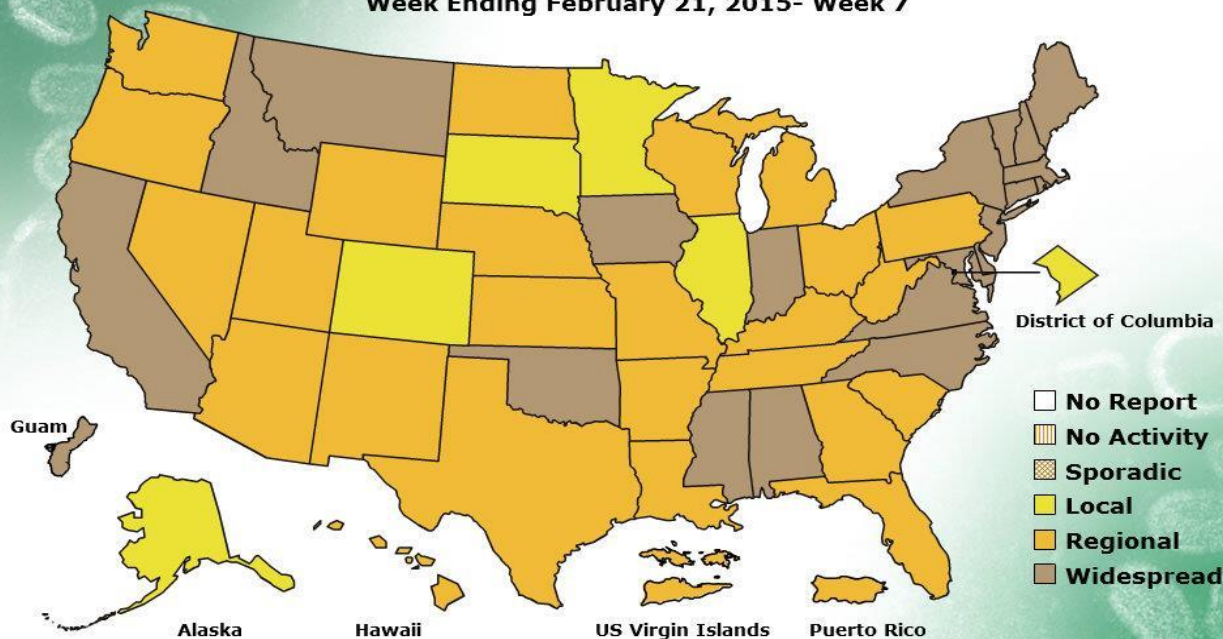 Week Ending February 21, 2015- Week 7
District of Columbia
No Report
No Activity
Guam
Sporadic
Local
Regional
Widespread
Alaska
Hawaii
US Virgin Islands
Puerto Rico